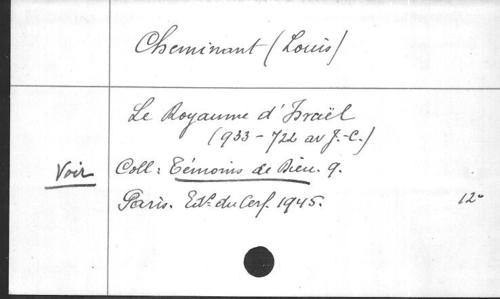 Cheminant (Louis)
Le Royaume d'Israël
(933 - 722 av J.-C.)
Voir Coll: Témoins de Dieu. 9.
Paris. Edit. du Cerf. 1945. 12°